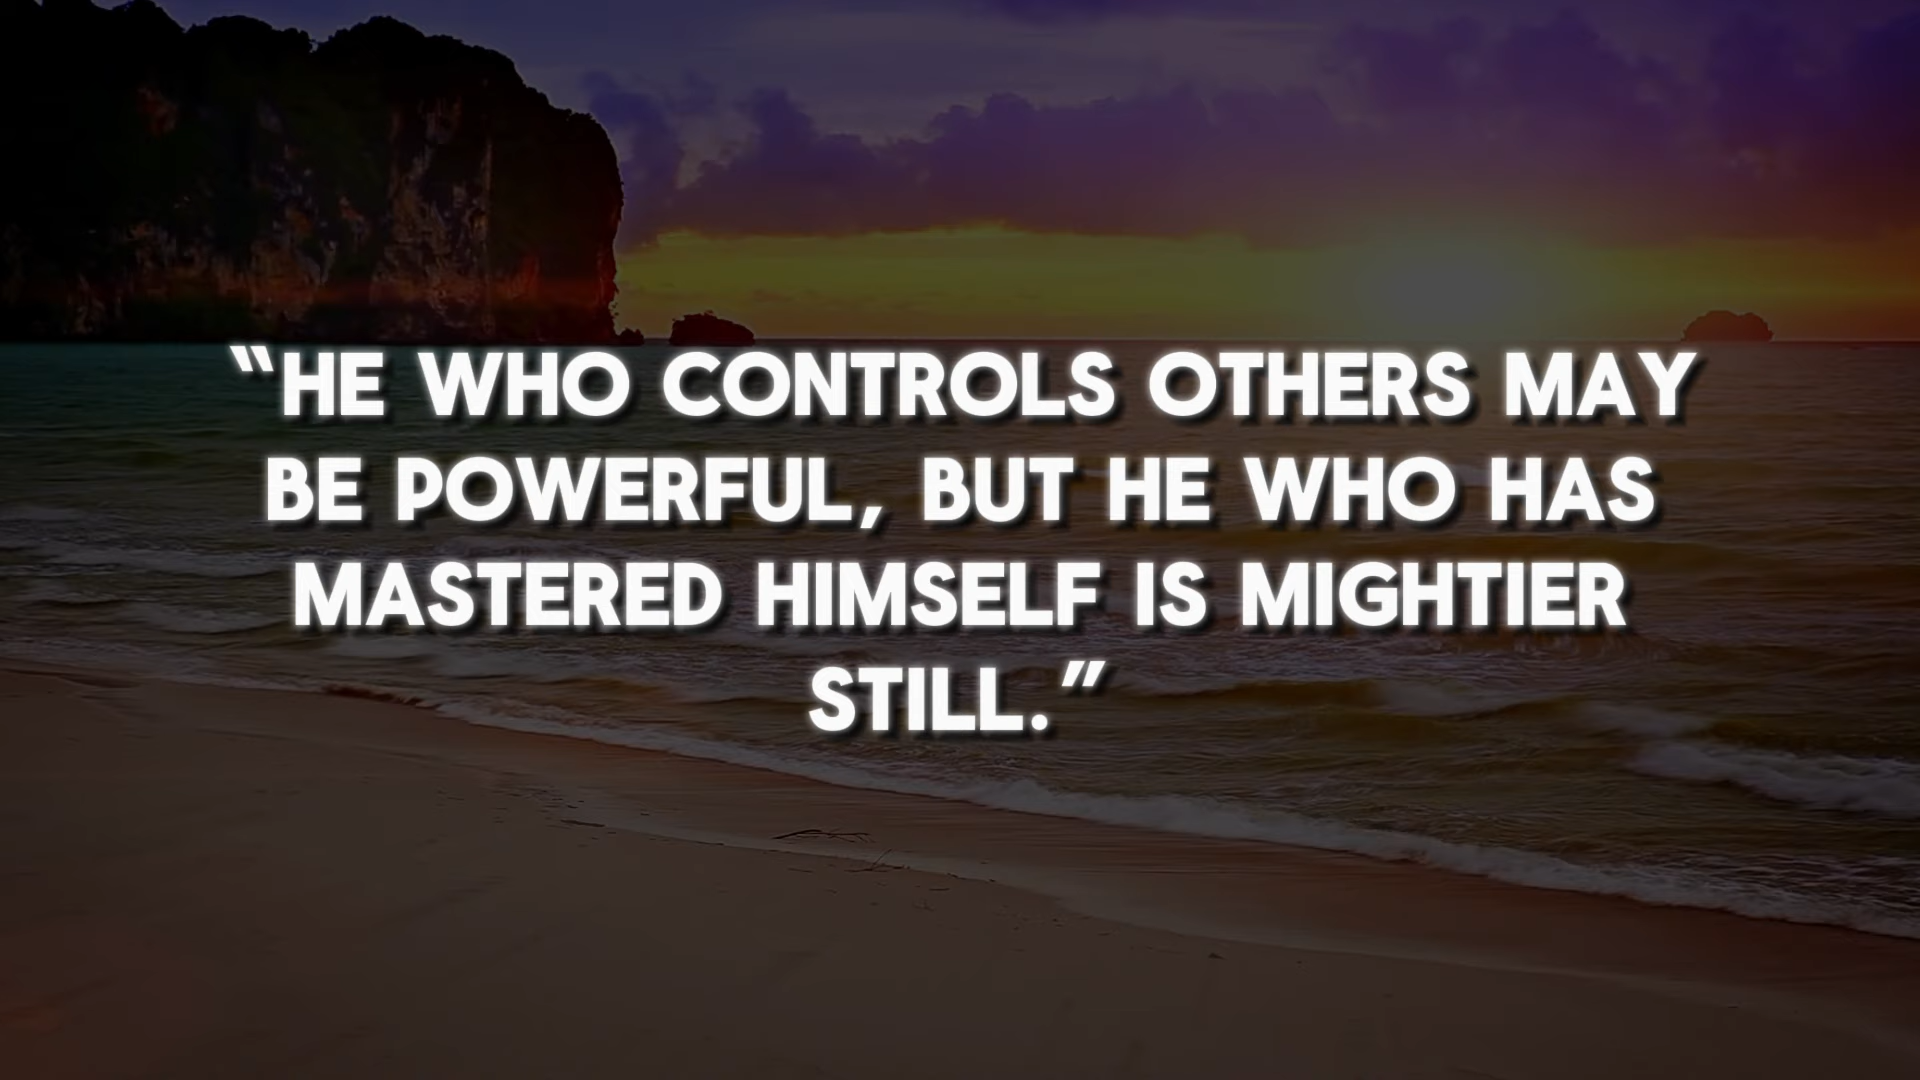 “HE WHO CONTROLS OTHERS MAY
BE POWERFUL, BUT HE WHO HAS
MASTERED HIMSELF IS MIGHTIER
STILL.”